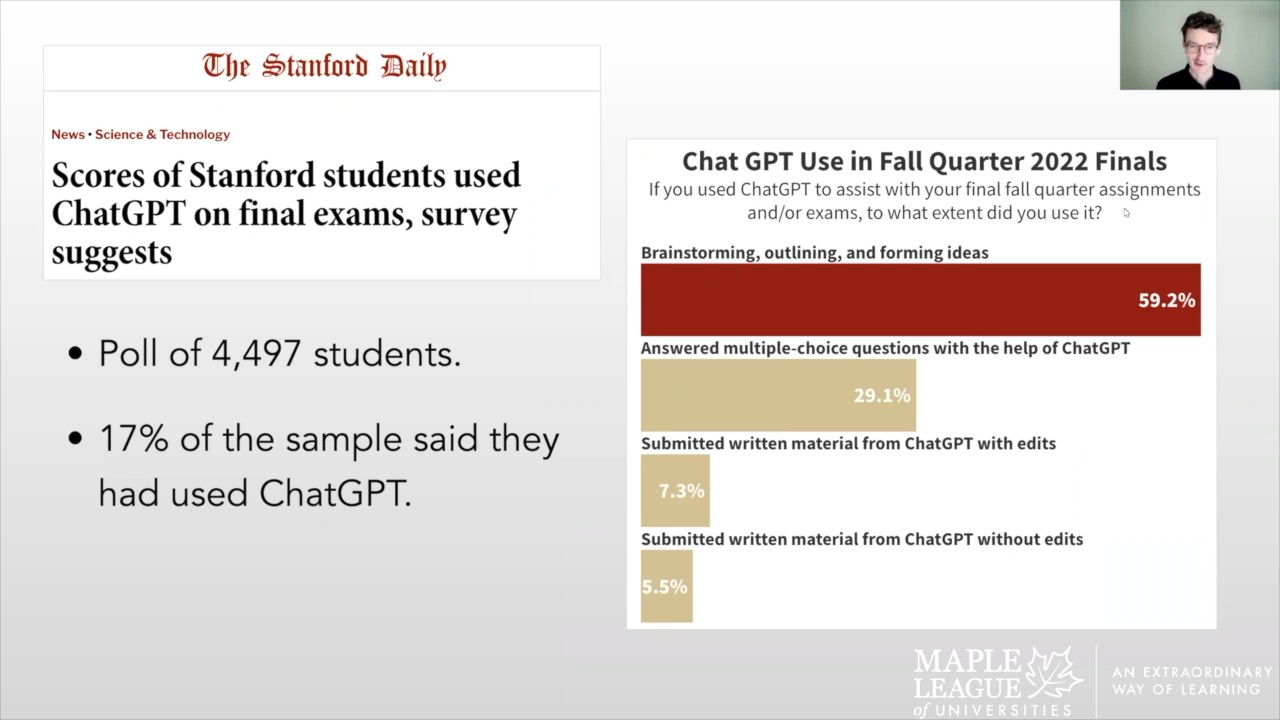 The Stanford Daily
News • Science & Technology
Scores of Stanford students used
ChatGPT on final exams, survey
suggests
• Poll of 4,497 students.
• 17% of the sample said they
had used ChatGPT.
Chat GPT Use in Fall Quarter 2022 Finals
If you used ChatGPT to assist with your final fall quarter assignments
and/or exams, to what extent did you use it?
Brainstorming, outlining, and forming ideas
59.2%
Answered multiple-choice questions with the help of ChatGPT
29.1%
Submitted written material from ChatGPT with edits
7.3%
Submitted written material from ChatGPT without edits
5.5%
MAPLE
LEAGUE
of UNIVERSITIES
AN EXTRAORDINARY
WAY OF LEARNING